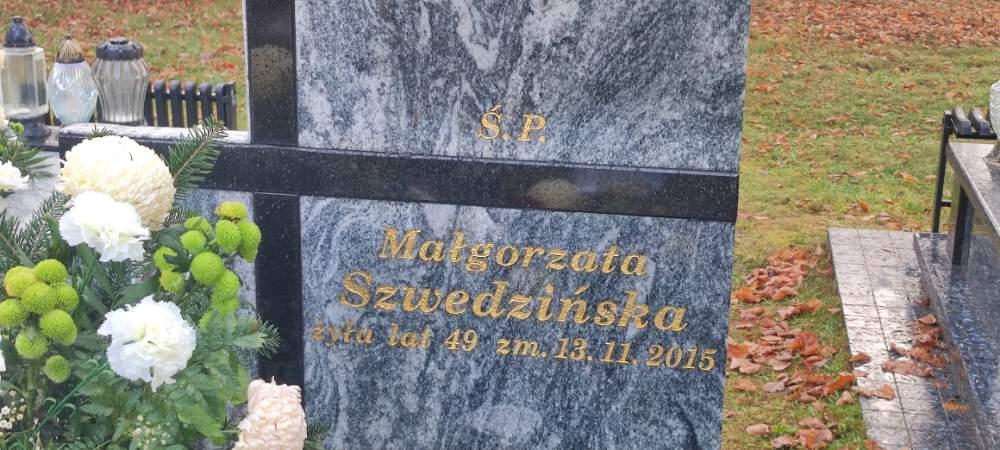 Ś. P.
Małgorzata
Szwedzińska
żyła lat 49 zm. 13. 11. 2015